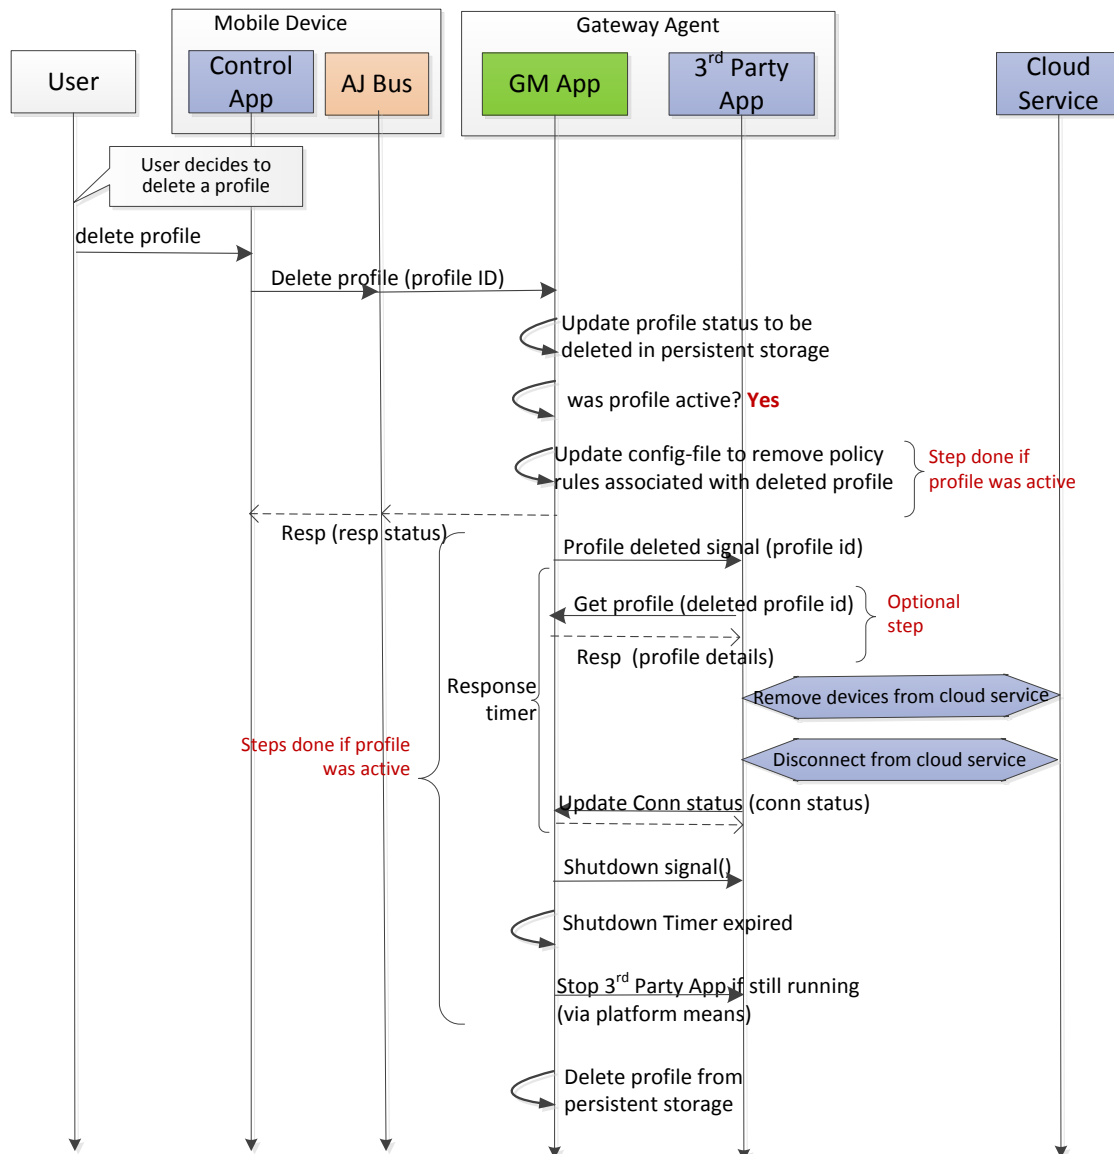 Mobile Device
Gateway Agent
User
Control
App
AJ Bus
GM App
3rd Party
App
Cloud
Service
User decides to
delete a profile
delete profile
Delete profile (profile ID)
Update profile status to be
deleted in persistent storage
was profile active? Yes
Update config-file to remove policy
rules associated with deleted profile
Step done if
profile was active
Resp (resp status)
Profile deleted signal (profile id)
Get profile (deleted profile id)
Optional
step
Resp (profile details)
Response
timer
Remove devices from cloud service
Steps done if profile
was active
Disconnect from cloud service
Update Conn status (conn status)
Shutdown signal()
Shutdown Timer expired
Stop 3rd Party App if still running
(via platform means)
Delete profile from
persistent storage